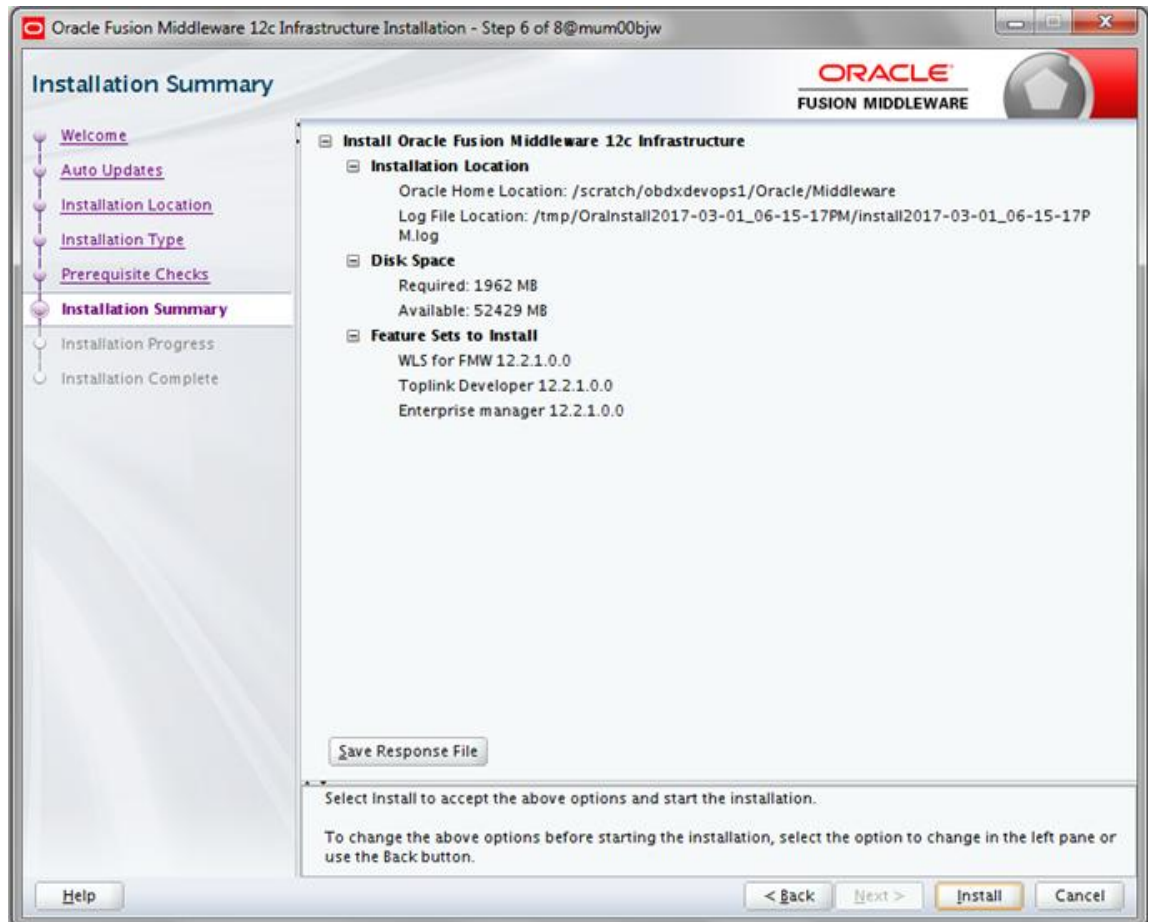 Oracle Fusion Middleware 12c Infrastructure Installation - Step 6 of 8@mum00bjw
Installation Summary
ORACLE
FUSION MIDDLEWARE
Welcome
Auto Updates
Installation Location
Installation Type
Prerequisite Checks
Installation Summary
Installation Progress
Installation Complete
Install Oracle Fusion Middleware 12c Infrastructure
Installation Location
Oracle Home Location: /scratch/obdxdevops1/Oracle/Middleware
Log File Location: /tmp/OraInstall2017-03-01_06-15-17PM/install2017-03-01_06-15-17P
M.log
Disk Space
Required: 1962 MB
Available: 52429 MB
Feature Sets to Install
WLS for FMW 12.2.1.0.0
Toplink Developer 12.2.1.0.0
Enterprise manager 12.2.1.0.0
Save Response File
Select Install to accept the above options and start the installation.
To change the above options before starting the installation, select the option to change in the left pane or
use the Back button.
Help
< Back
Next >
Install
Cancel